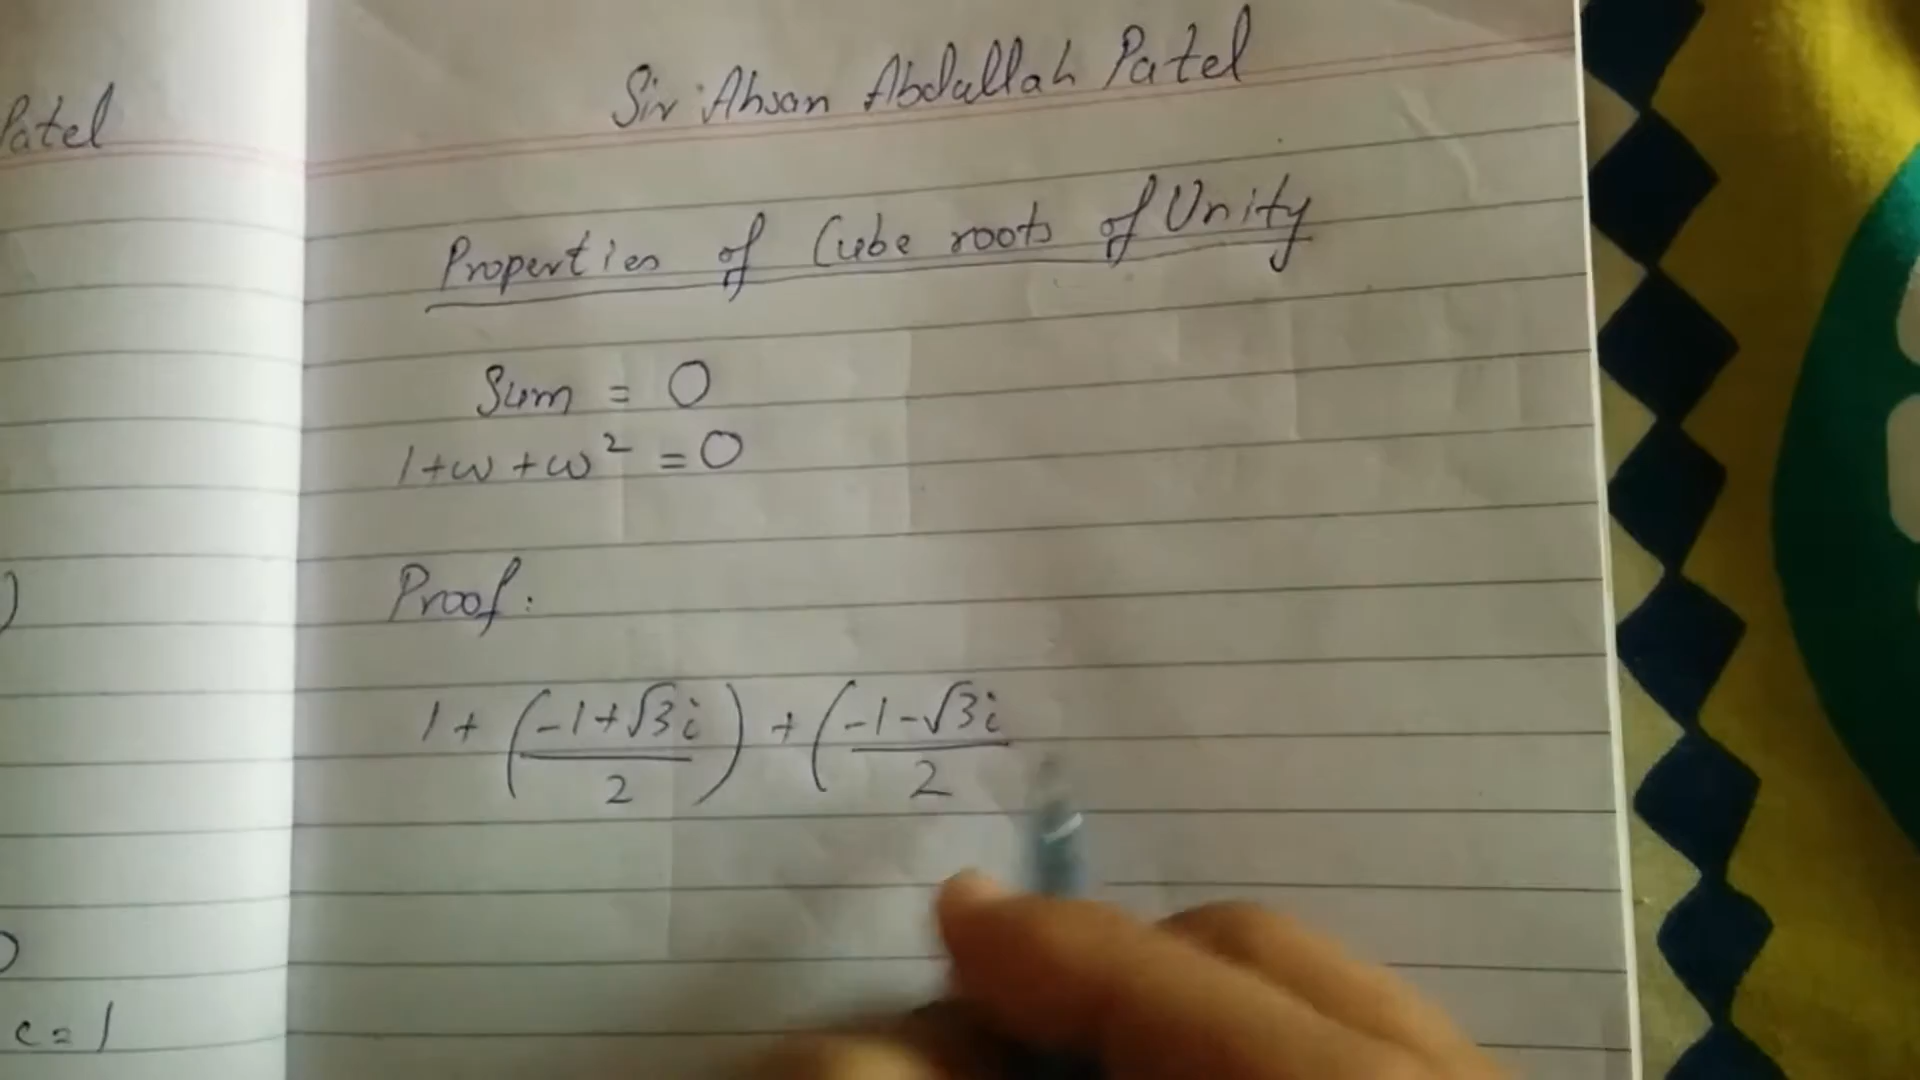 Patel
)
)
c=1
Sir Ahsan Abdullah Patel
Properties of Cube roots of Unity
Sum = 0
1+ω+ω² = 0
Proof:
1 + (-1+√3i/2) + (-1-√3i/2